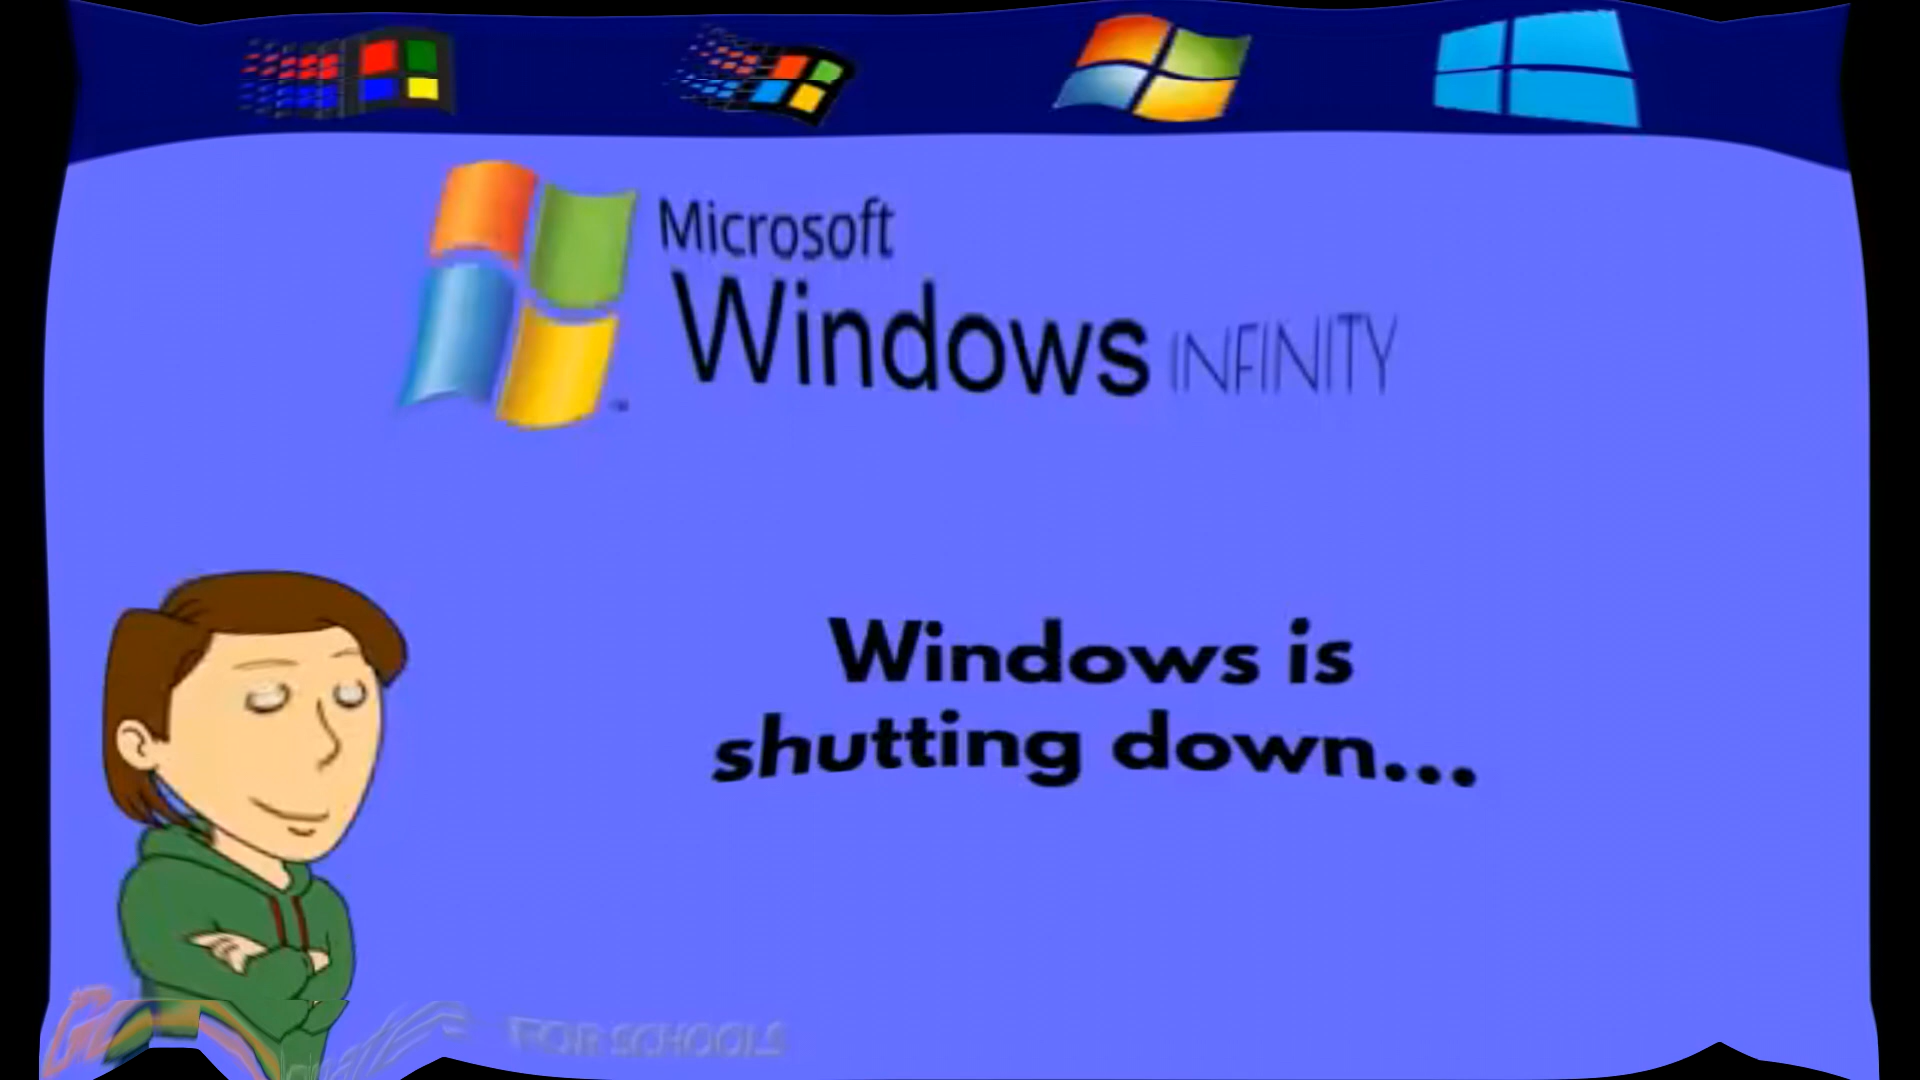 Microsoft
Windows INFINITY
Windows is
shutting down...
FOR SCHOOLS